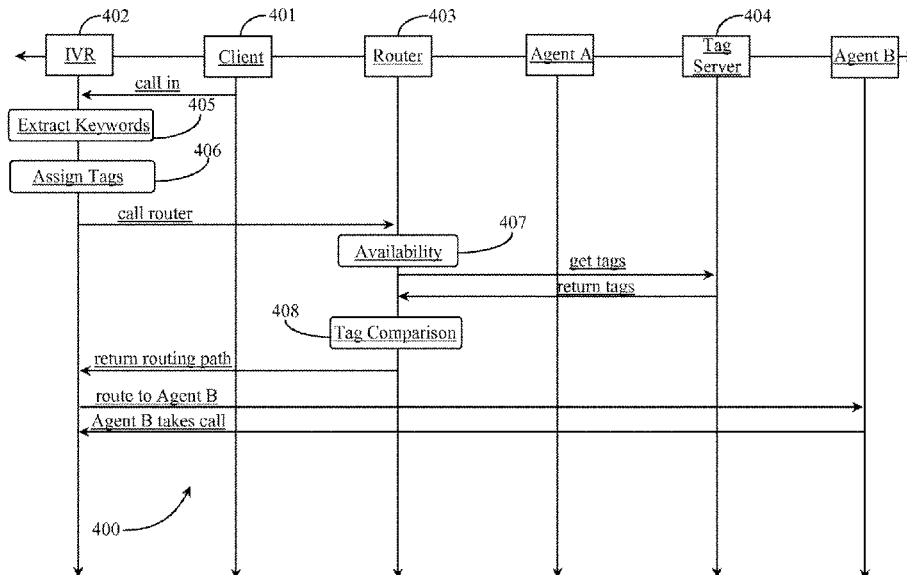 402
401
403
404
IVR
Client
Router
Agent A
Tag
Server
Agent B
call in
405
Extract Keywords
406
Assign Tags
call router
407
Availability
get tags
return tags
408
Tag Comparison
return routing path
route to Agent B
Agent B takes call
400